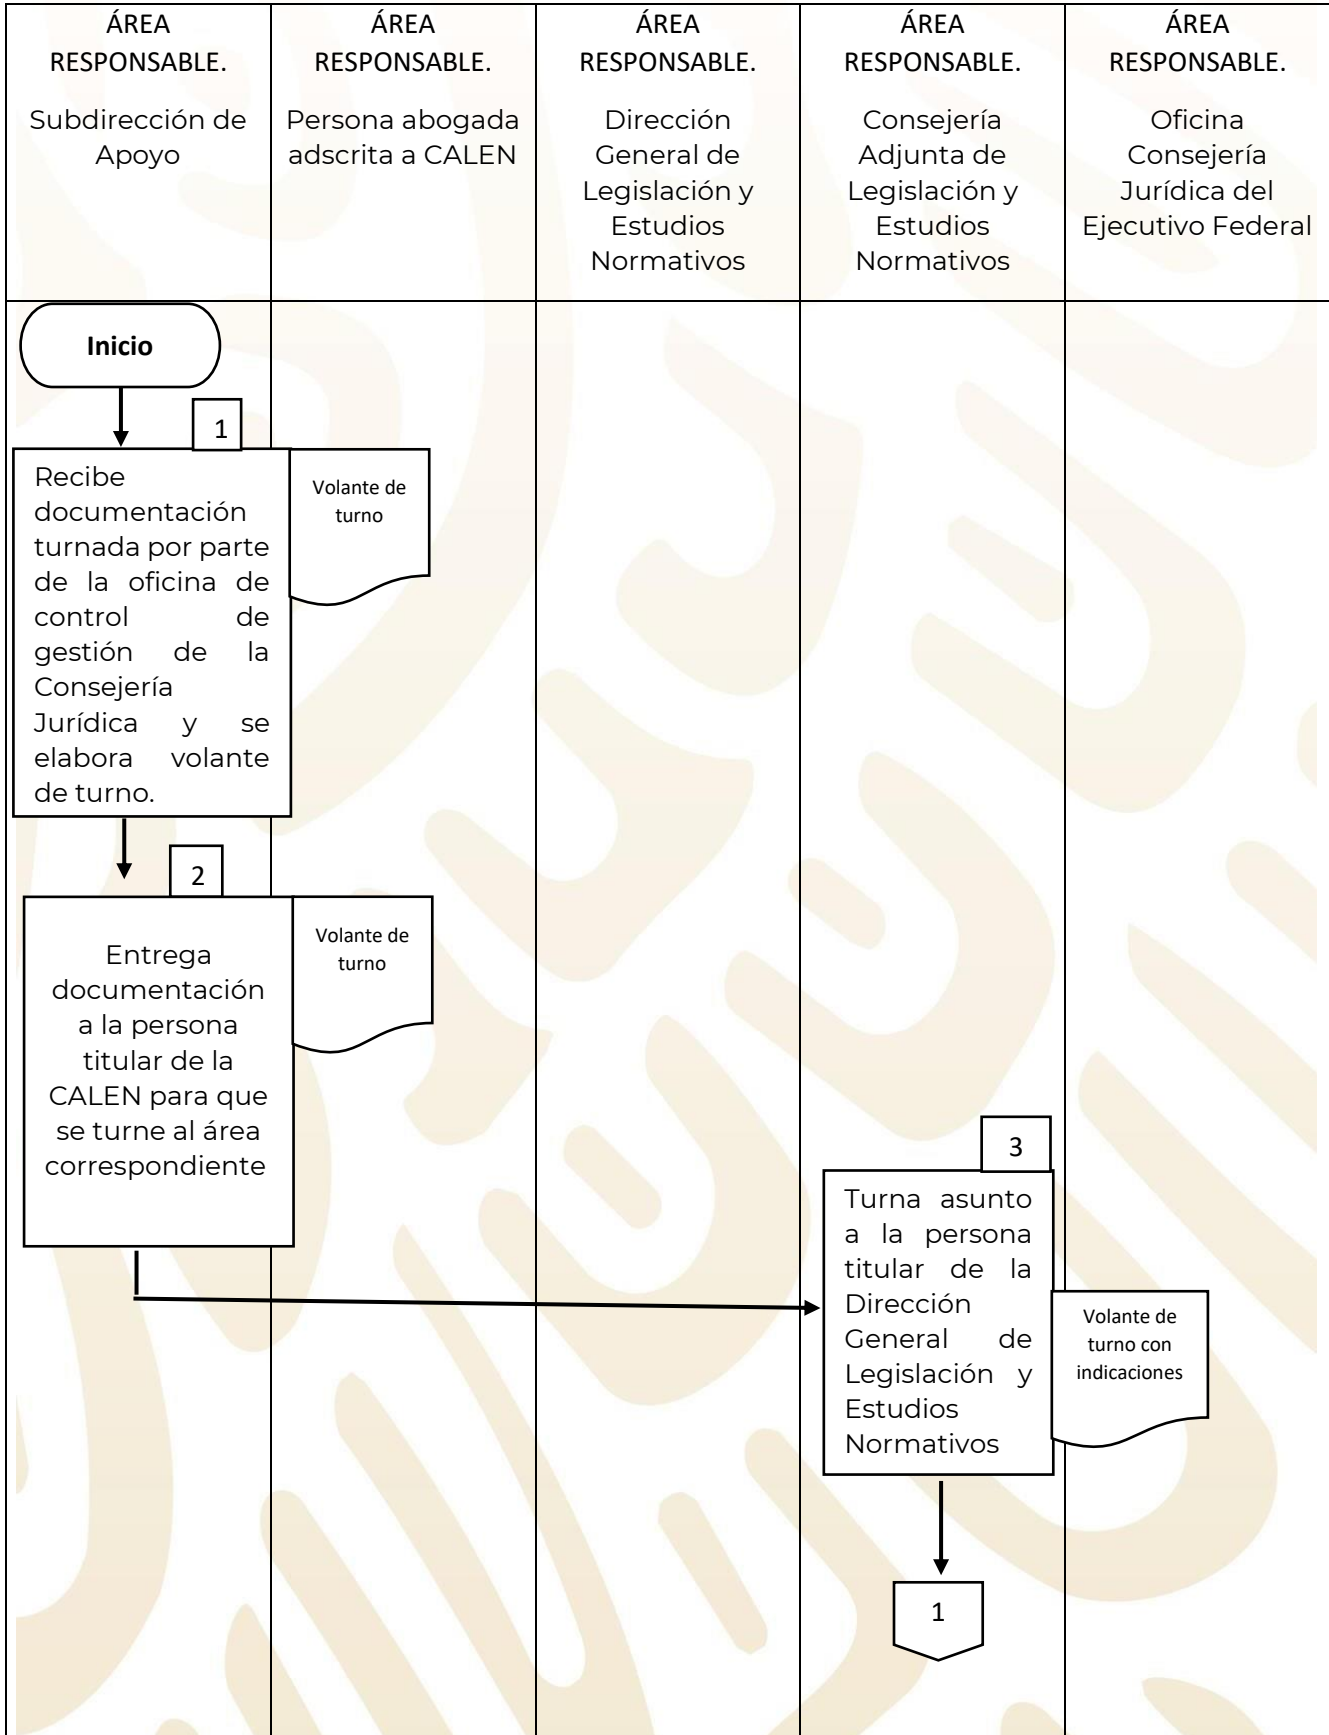 ÁREA
RESPONSABLE.
Subdirección de
Apoyo
ÁREA
RESPONSABLE.
Persona abogada
adscrita a CALEN
ÁREA
RESPONSABLE.
Dirección
General de
Legislación y
Estudios
Normativos
ÁREA
RESPONSABLE.
Consejería
Adjunta de
Legislación y
Estudios
Normativos
ÁREA
RESPONSABLE.
Oficina
Consejería
Jurídica del
Ejecutivo Federal
Inicio
1
Recibe
documentación
turnada por parte
de la oficina de
control de
gestión de la
Consejería
Jurídica y se
elabora volante
de turno.
Volante de
turno
2
Entrega
documentación
a la persona
titular de la
CALEN para que
se turne al área
correspondiente
Volante de
turno
3
Turna asunto
a la persona
titular de la
Dirección
General de
Legislación y
Estudios
Normativos
Volante de
turno con
indicaciones
1